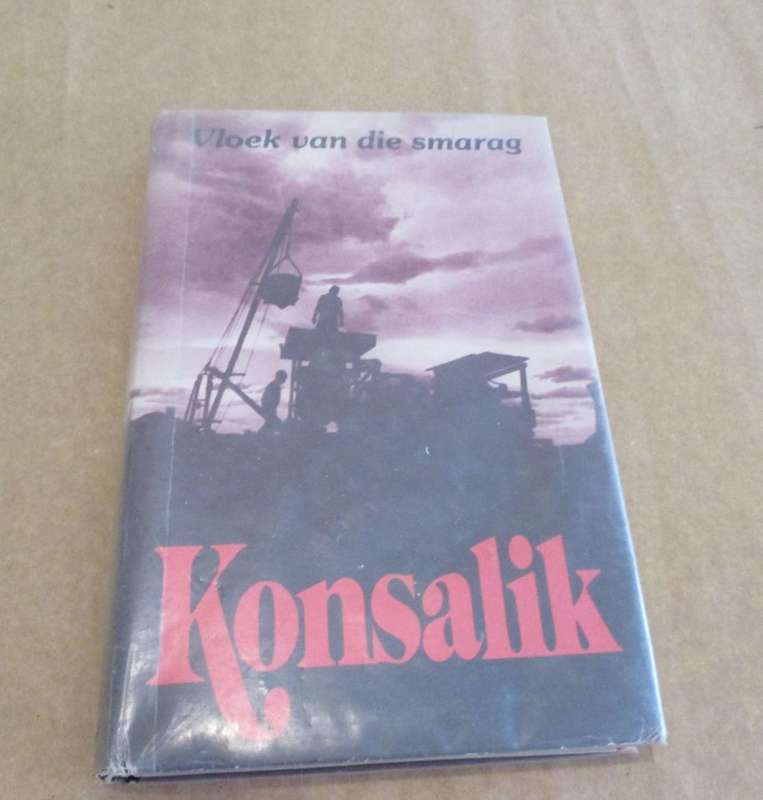 Vloek van die smarag
Konsalik